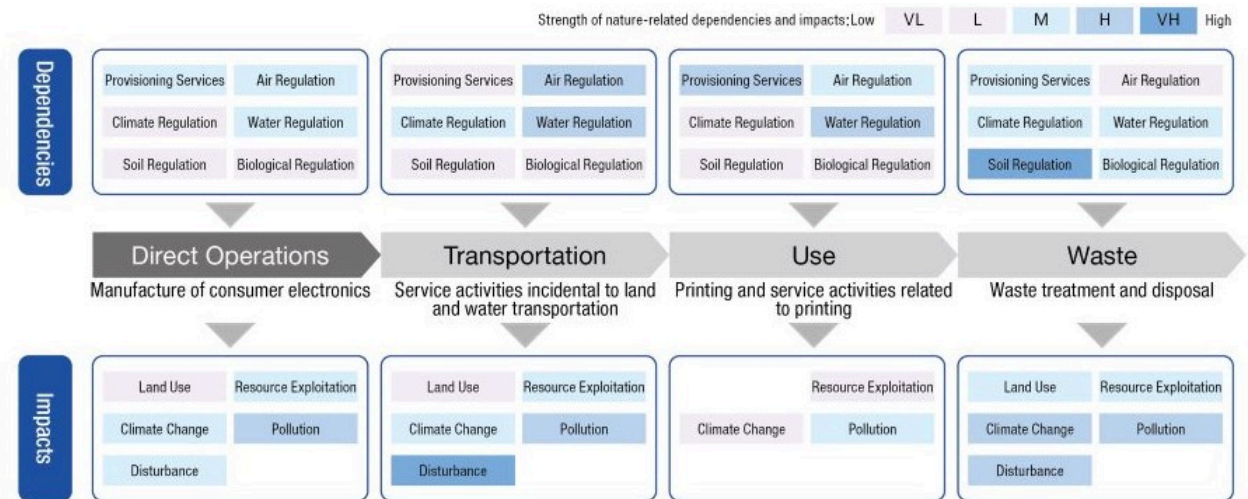 Strength of nature-related dependencies and impacts:Low VL L M H VH High
Dependencies
Provisioning Services Air Regulation
Climate Regulation Water Regulation
Soil Regulation Biological Regulation
Provisioning Services Air Regulation
Climate Regulation Water Regulation
Soil Regulation Biological Regulation
Provisioning Services Air Regulation
Climate Regulation Water Regulation
Soil Regulation Biological Regulation
Provisioning Services Air Regulation
Climate Regulation Water Regulation
Soil Regulation Biological Regulation
Direct Operations
Manufacture of consumer electronics
Transportation
Service activities incidental to land
and water transportation
Use
Printing and service activities related
to printing
Waste
Waste treatment and disposal
Impacts
Land Use Resource Exploitation
Climate Change Pollution
Disturbance
Land Use Resource Exploitation
Climate Change Pollution
Disturbance
Resource Exploitation
Climate Change Pollution
Land Use Resource Exploitation
Climate Change Pollution
Disturbance